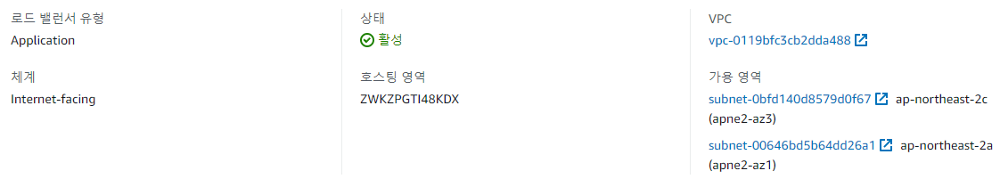 로드 밸런서 유형
Application
체계
Internet-facing
상태
활성
호스팅 영역
ZWKZPGTI48KDX
VPC
vpc-0119bfc3cb2dda488
가용 영역
subnet-0bfd140d8579d0f67 ap-northeast-2c
(apne2-az3)
subnet-00646bd5b64dd26a1 ap-northeast-2a
(apne2-az1)